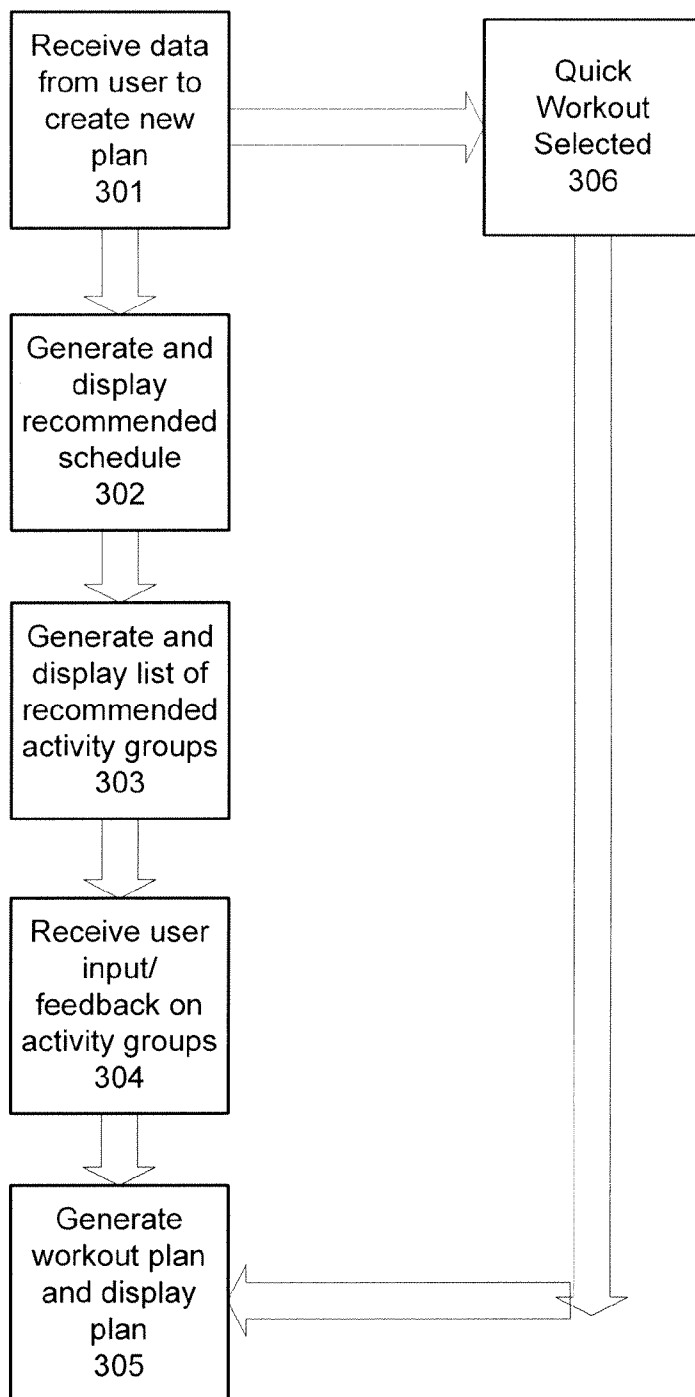 Receive data
from user to
create new
plan
301
Quick
Workout
Selected
306
Generate and
display
recommended
schedule
302
Generate and
display list of
recommended
activity groups
303
Receive user
input/
feedback on
activity groups
304
Generate
workout plan
and display
plan
305